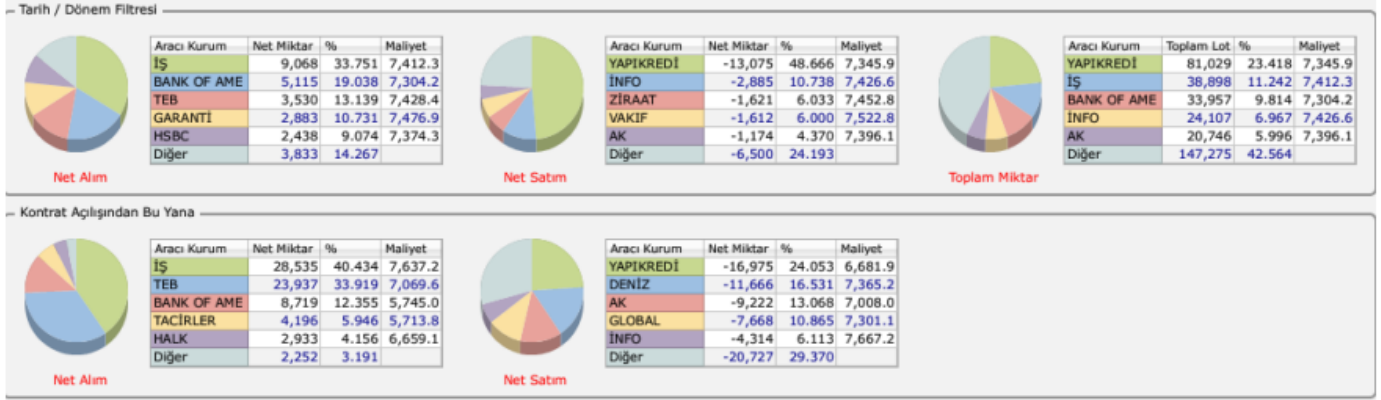 Tarih / Dönem Filtresi
Aracı Kurum Net Miktar % Maliyet
İŞ 9,068 33.751 7,412.3
BANK OF AME 5,115 19.038 7,304.2
TEB 3,530 13.139 7,428.4
GARANTİ 2,883 10.731 7,476.9
HSBC 2,438 9.074 7,374.3
Diğer 3,833 14.267
Net Alım
Aracı Kurum Net Miktar % Maliyet
YAPIKREDİ -13,075 48.666 7,345.9
İNFO -2,885 10.738 7,426.6
ZİRAAT -1,621 6.033 7,452.8
VAKIF -1,612 6.000 7,522.8
AK -1,174 4.370 7,396.1
Diğer -6,500 24.193
Net Satım
Aracı Kurum Toplam Lot % Maliyet
YAPIKREDİ 81,029 23.418 7,345.9
İŞ 38,898 11.242 7,412.3
BANK OF AME 33,957 9.814 7,304.2
İNFO 24,107 6.967 7,426.6
AK 20,746 5.996 7,396.1
Diğer 147,275 42.564
Toplam Miktar
Kontrat Açılışından Bu Yana
Aracı Kurum Net Miktar % Maliyet
İŞ 28,535 40.434 7,637.2
TEB 23,937 33.919 7,069.6
BANK OF AME 8,719 12.355 5,745.0
TACİRLER 4,196 5.946 5,713.8
HALK 2,933 4.156 6,659.1
Diğer 2,252 3.191
Net Alım
Aracı Kurum Net Miktar % Maliyet
YAPIKREDİ -16,975 24.053 6,681.9
DENİZ -11,666 16.531 7,365.2
AK -9,222 13.068 7,008.0
GLOBAL -7,668 10.865 7,301.1
İNFO -4,314 6.113 7,667.2
Diğer -20,727 29.370
Net Satım